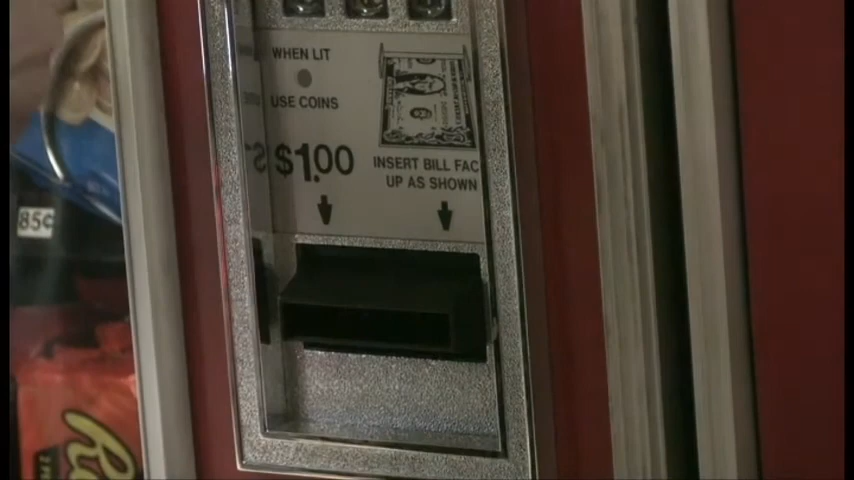 WHEN LIT
USE COINS
$1.00
INSERT BILL FAC
UP AS SHOWN
85¢